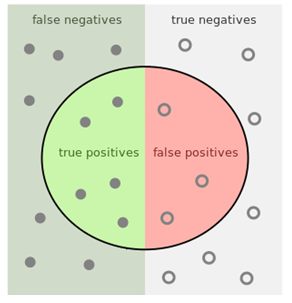 false negatives
true negatives
true positives
false positives